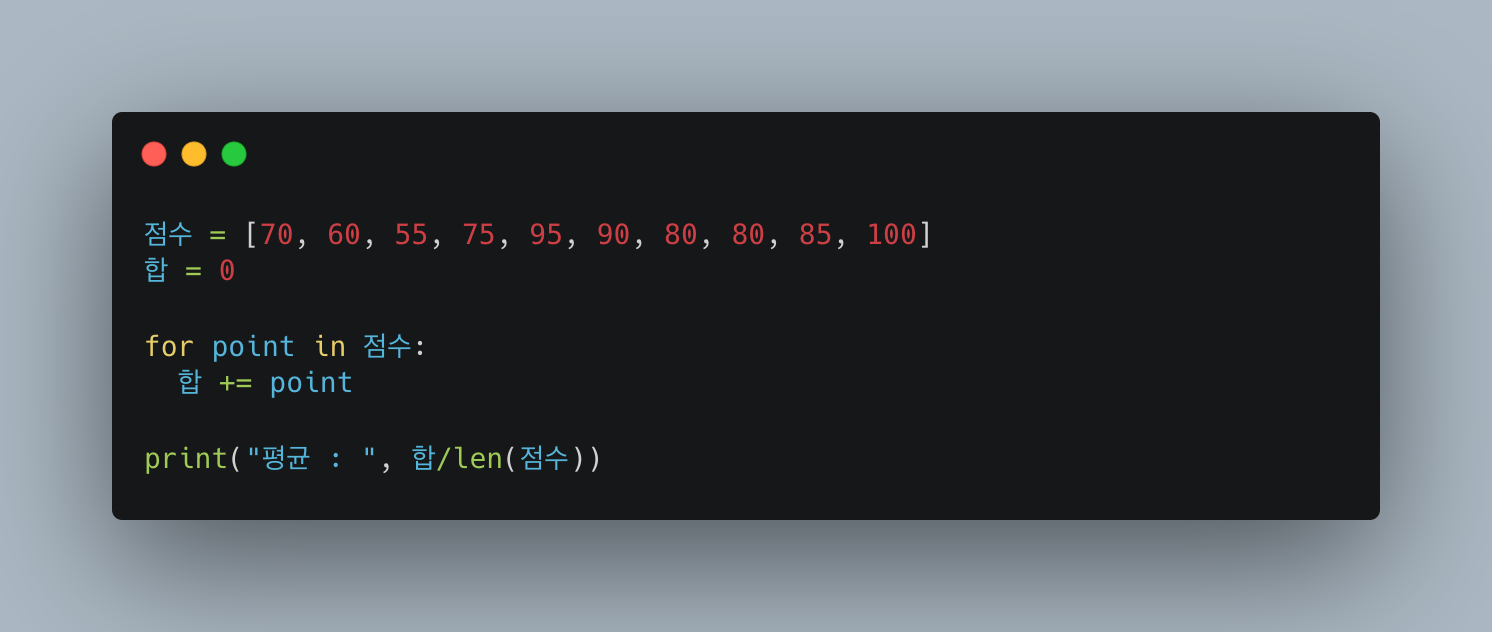 점수 = [70, 60, 55, 75, 95, 90, 80, 80, 85, 100]
합 = 0
for point in 점수:
  합 += point
print("평균 : ", 합/len(점수))